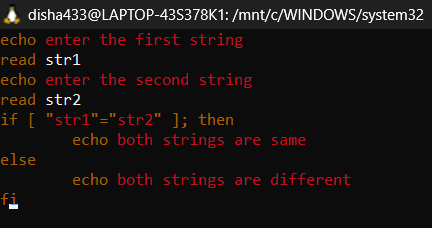 disha433@LAPTOP-43S378K1: /mnt/c/WINDOWS/system32
echo enter the first string
read str1
echo enter the second string
read str2
if [ "str1"="str2" ]; then
        echo both strings are same
else
        echo both strings are different
fi